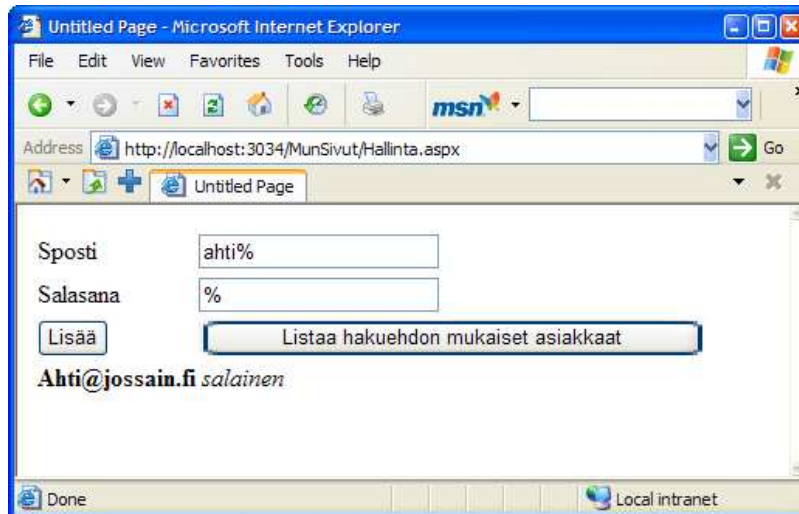 Untitled Page - Microsoft Internet Explorer
File Edit View Favorites Tools Help
msn
Address http://localhost:3034/MunSivut/Hallinta.aspx Go
Untitled Page
Sposti ahti%
Salasana %
Lisää Listaa hakuehdon mukaiset asiakkaat
Ahti@jossain.fi salainen
Done Local intranet